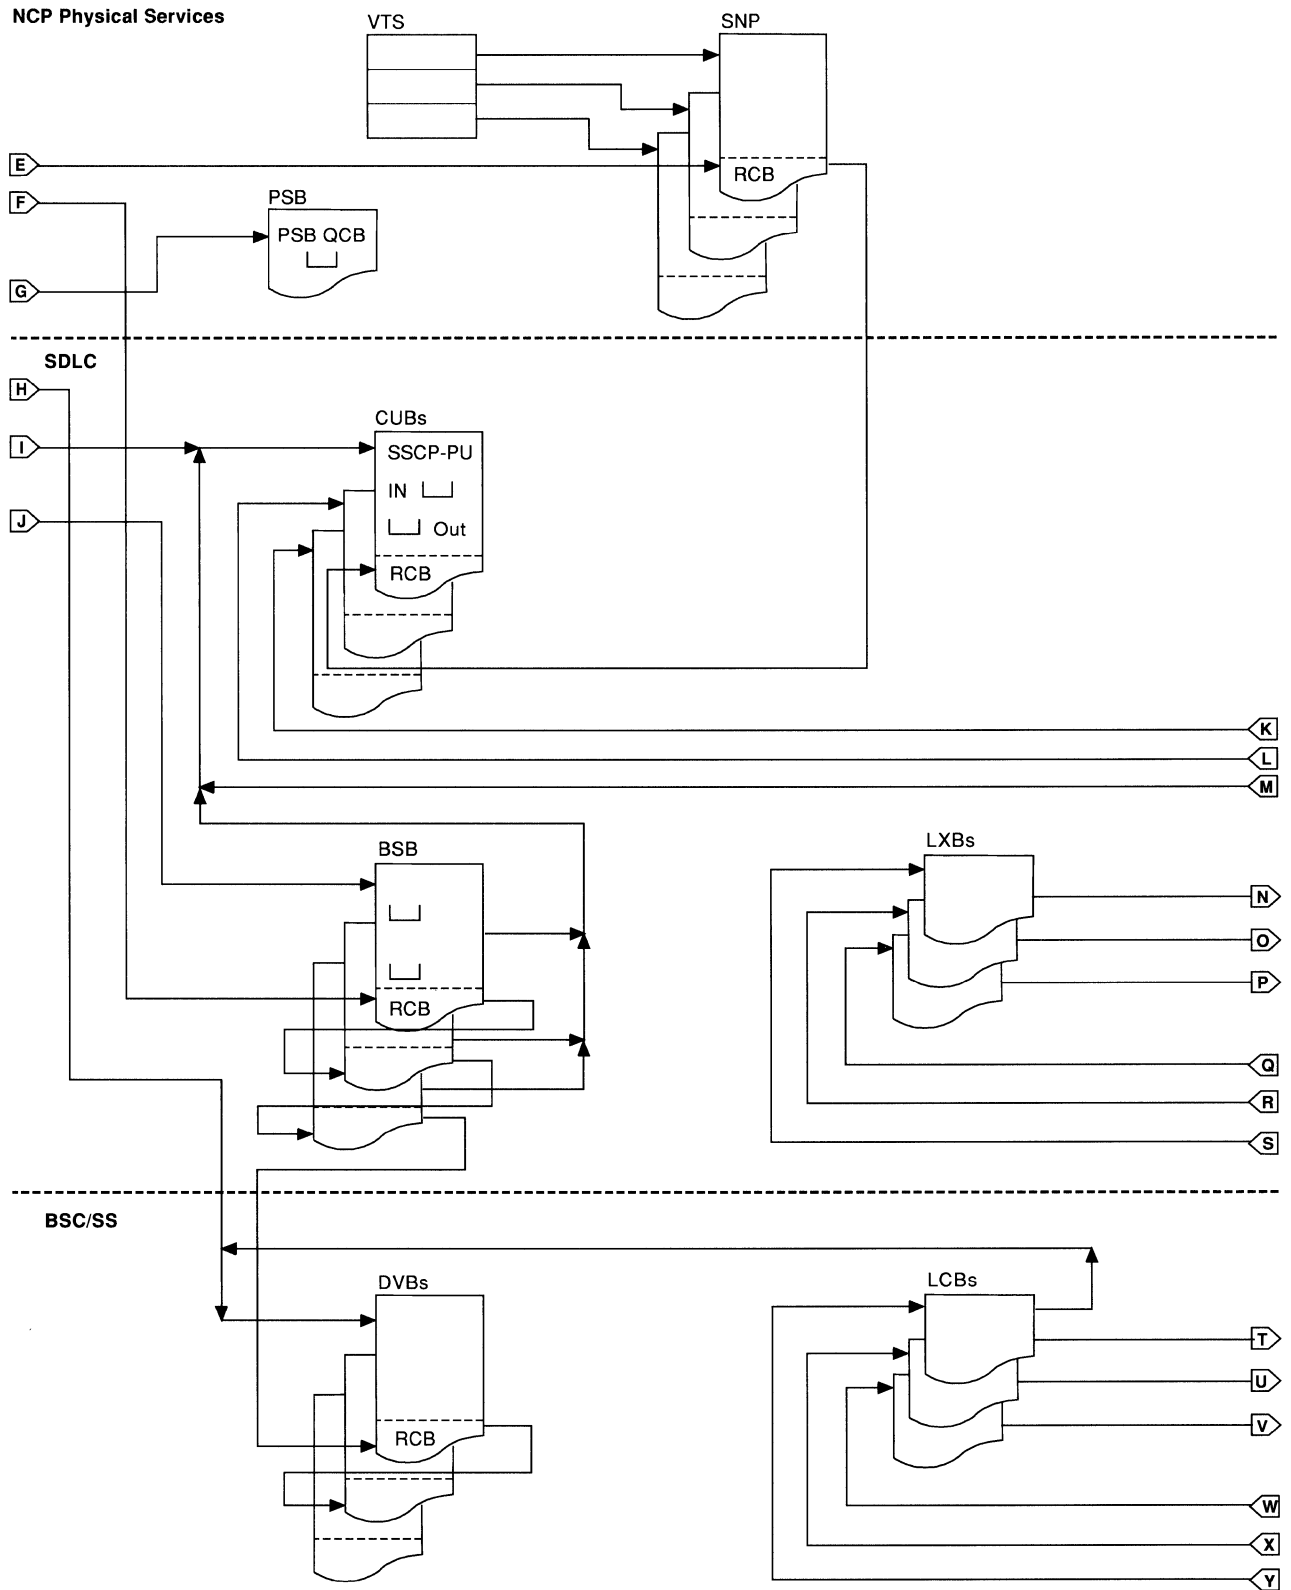 NCP Physical Services
VTS
SNP
E
RCB
F
PSB
PSB QCB
G
SDLC
H
CUBs
I
SSCP-PU
IN
J
Out
RCB
K
L
M
LXBs
BSB
N
O
P
RCB
Q
R
S
BSC/SS
DVBs
LCBs
T
U
V
RCB
W
X
Y